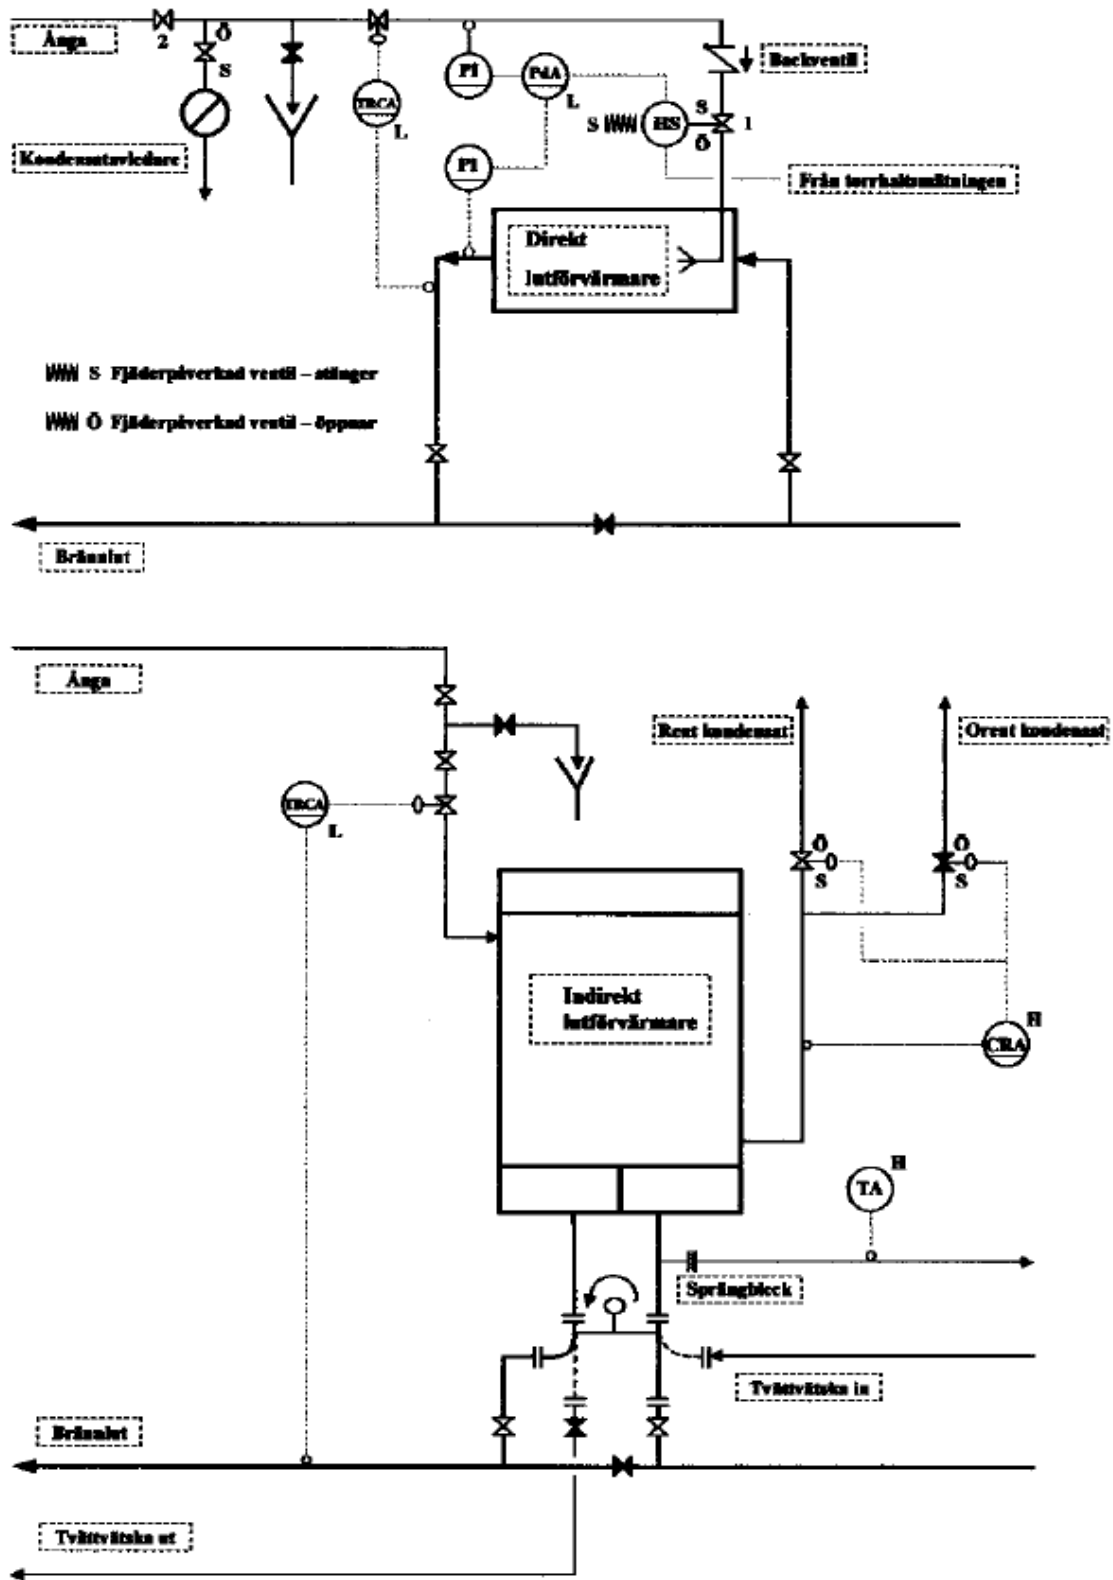 Ånga
2
Ö
S
Kondensatavledare
TRCA
L
PI
PdA
L
PI
S
HS
S
Ö
1
Backventil
Från torrhaltsmätningen
Direkt
lutförvärmare
S Fjäderpåverkad ventil – stänger
Ö Fjäderpåverkad ventil – öppnar
Brännlut
Ånga
Rent kondensat
Orent kondensat
TRCA
L
Ö
S
Ö
S
Indirekt
lutförvärmare
H
CRA
H
TA
Sprängbleck
Tvättvätska in
Brännlut
Tvättvätska ut